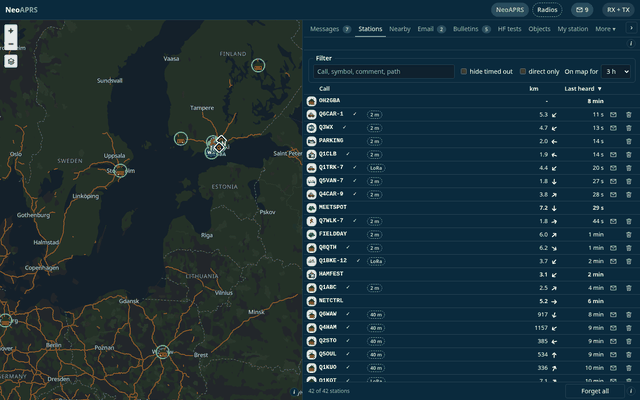 NeoAPRS
NeoAPRS Radios 9 RX + TX
Messages 7 Stations Nearby Email 2 Bulletins 5 HF tests Objects My station More
Filter
Call, symbol, comment, path
hide timed out direct only On map for 3 h
Call km Last heard ▼
OH2GBA - 8 min
Q6CAR-1 ✓ 2 m 5.3 11 s
Q3WX ✓ 2 m 4.7 13 s
PARKING 2 m 2.0 14 s
Q1CLB ✓ 2 m 1.9 14 s
Q1TRK-7 ✓ LoRa 4.4 20 s
Q5VAN-7 ✓ 2 m 1.8 27 s
Q4CAR-9 ✓ 2 m 3.8 28 s
MEETSPOT 7.2 29 s
Q7WLK-7 ✓ 2 m 1.8 44 s
FIELDDAY 6.0 1 min
Q8QTH ✓ 2 m 6.2 1 min
Q1BKE-12 ✓ LoRa 3.7 2 min
HAMFEST 3.1 2 min
Q1ABC ✓ 2 m 2.5 4 min
NETCTRL 5.2 6 min
Q6WAW ✓ 40 m 917 8 min
Q4HAM ✓ 40 m 1157 9 min
Q2STO ✓ 40 m 385 9 min
Q5OUL ✓ 40 m 534 9 min
Q1KUO ✓ 40 m 336 10 min
42 of 42 stations
Forget all
+
−
Vaasa
FINLAND
Sundsvall
Tampere
Oslo
SWEDEN
Uppsala
Saint Peter
ESTONIA
Linköping
Pskov
Gothenburg
Riga
Halmstad
Copenhagen
LITHUANIA
Vilnius
Gdansk
Minsk
Poznan
Brest
Berlin
Dresden